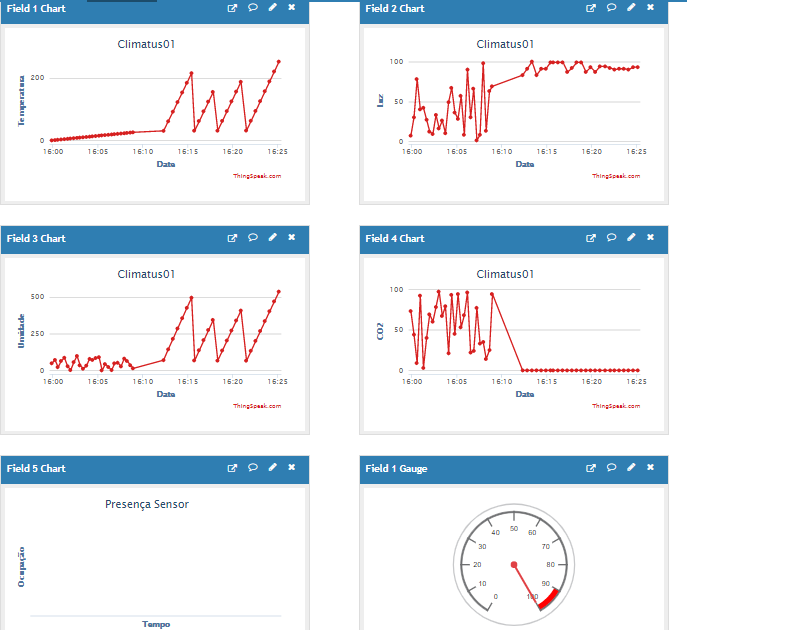 Field 1 Chart
Climatus01
Temperatura
200
0
16:00 16:05 16:10 16:15 16:20 16:25
Date
ThingSpeak.com
Field 2 Chart
Climatus01
Luz
100
50
0
16:00 16:05 16:10 16:15 16:20 16:25
Date
ThingSpeak.com
Field 3 Chart
Climatus01
Umidade
500
250
0
16:00 16:05 16:10 16:15 16:20 16:25
Date
ThingSpeak.com
Field 4 Chart
Climatus01
CO2
100
50
0
16:00 16:05 16:10 16:15 16:20 16:25
Date
ThingSpeak.com
Field 5 Chart
Presença Sensor
Ocupação
Tempo
Field 1 Gauge
0
10
20
30
40
50
60
70
80
90
100